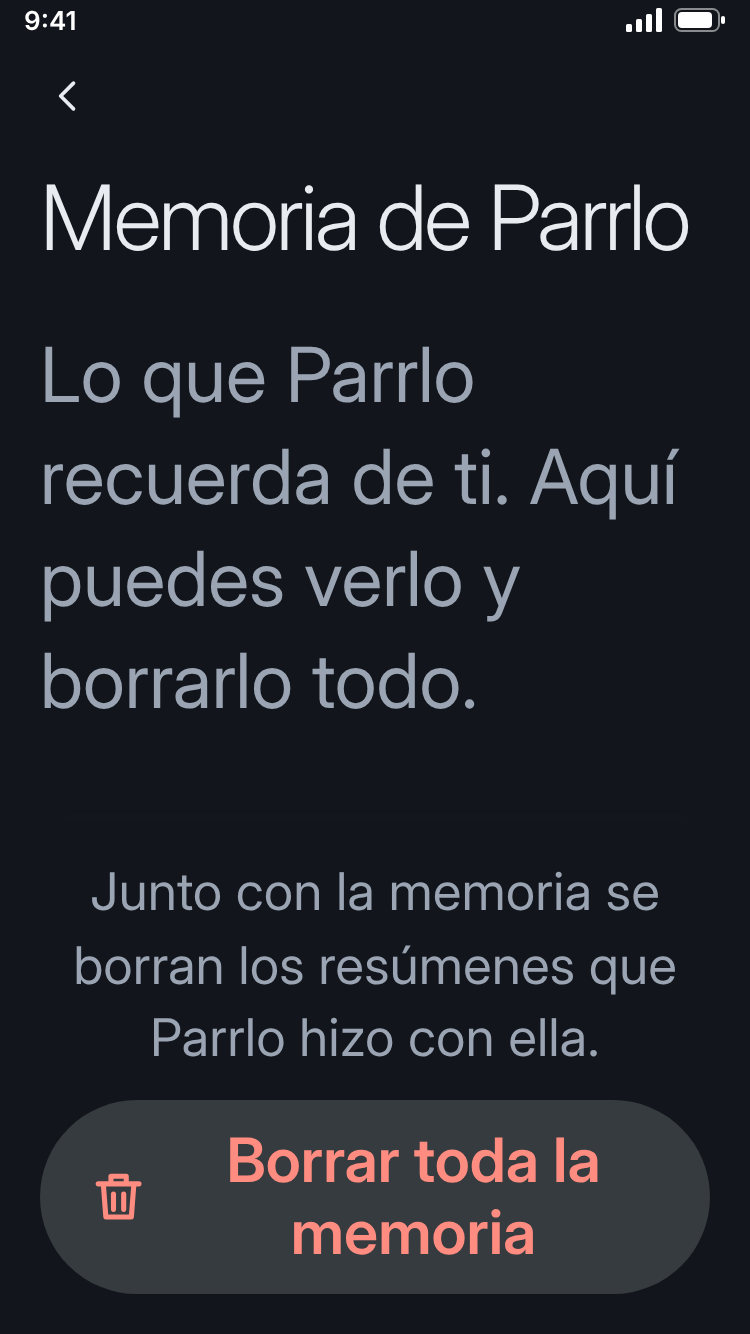 9:41
Memoria de Parrlo
Lo que Parrlo
recuerda de ti. Aquí
puedes verlo y
borrarlo todo.
Junto con la memoria se
borran los resúmenes que
Parrlo hizo con ella.
Borrar toda la
memoria